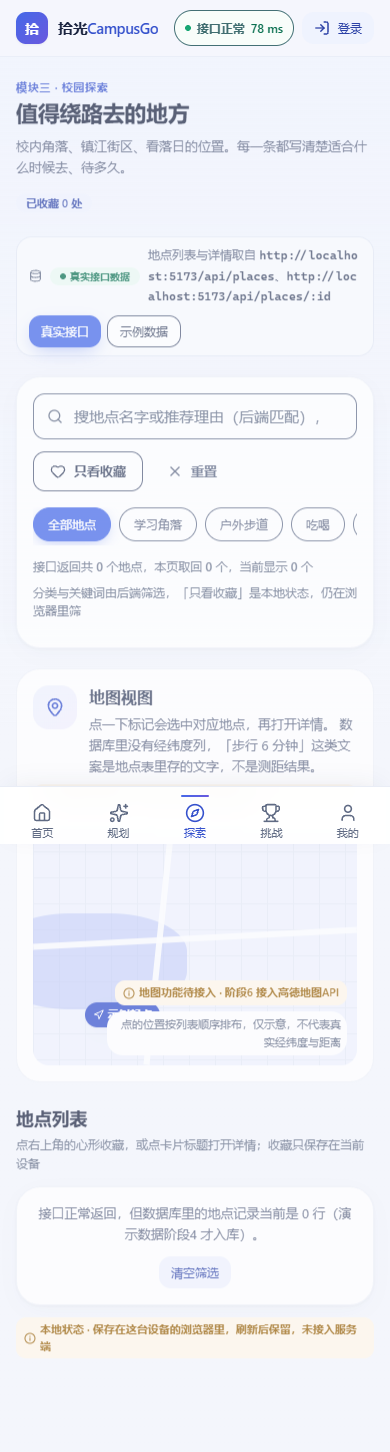 拾 拾光CampusGo 接口正常 78 ms 登录
模块三 · 校园探索
值得绕路去的地方
校内角落、镇江街区、看落日的位置。每一条都写清楚适合什
么时候去、待多久。
已收藏 0 处
地点列表与详情取自 http://localho
真实接口数据 st:5173/api/places、http://loc
alhost:5173/api/places/:id
真实接口 示例数据
搜地点名字或推荐理由（后端匹配），
只看收藏 重置
全部地点 学习角落 户外步道 吃喝
接口返回共 0 个地点，本页取回 0 个，当前显示 0 个
分类与关键词由后端筛选，「只看收藏」是本地状态，仍在浏
览器里筛
地图视图
点一下标记会选中对应地点，再打开详情。 数
据库里没有经纬度列，「步行 6 分钟」这类文
案是地点表里存的文字，不是测距结果。
首页 规划 探索 挑战 我的
地图功能待接入 · 阶段6 接入高德地图API
点的位置按列表顺序排布，仅示意，不代表真
实经纬度与距离
地点列表
点右上角的心形收藏，或点卡片标题打开详情；收藏只保存在当前
设备
接口正常返回，但数据库里的地点记录当前是 0 行（演
示数据阶段4 才入库）。
清空筛选
本地状态 · 保存在这台设备的浏览器里，刷新后保留，未接入服务
端